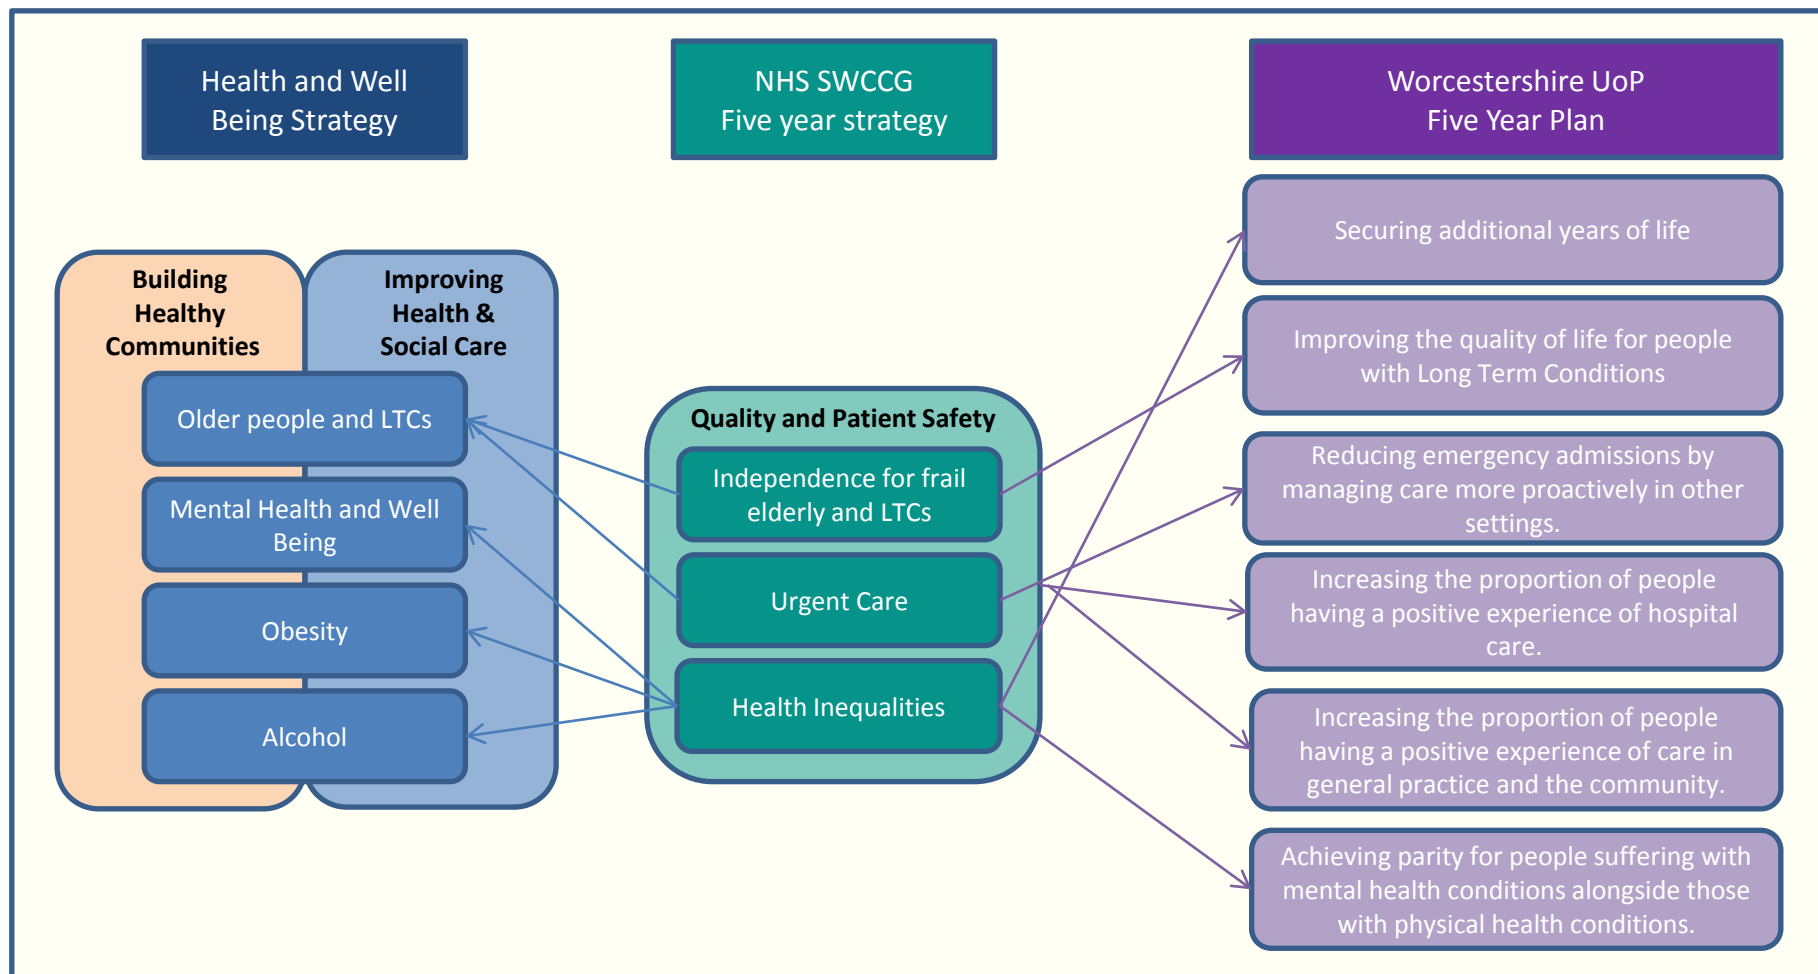 Health and Well
Being Strategy
NHS SWCCG
Five year strategy
Worcestershire UoP
Five Year Plan
Building
Healthy
Communities
Improving
Health &
Social Care
Older people and LTCs
Mental Health and Well
Being
Obesity
Alcohol
Quality and Patient Safety
Independence for frail
elderly and LTCs
Urgent Care
Health Inequalities
Securing additional years of life
Improving the quality of life for people
with Long Term Conditions
Reducing emergency admissions by
managing care more proactively in other
settings.
Increasing the proportion of people
having a positive experience of hospital
care.
Increasing the proportion of people
having a positive experience of care in
general practice and the community.
Achieving parity for people suffering with
mental health conditions alongside those
with physical health conditions.